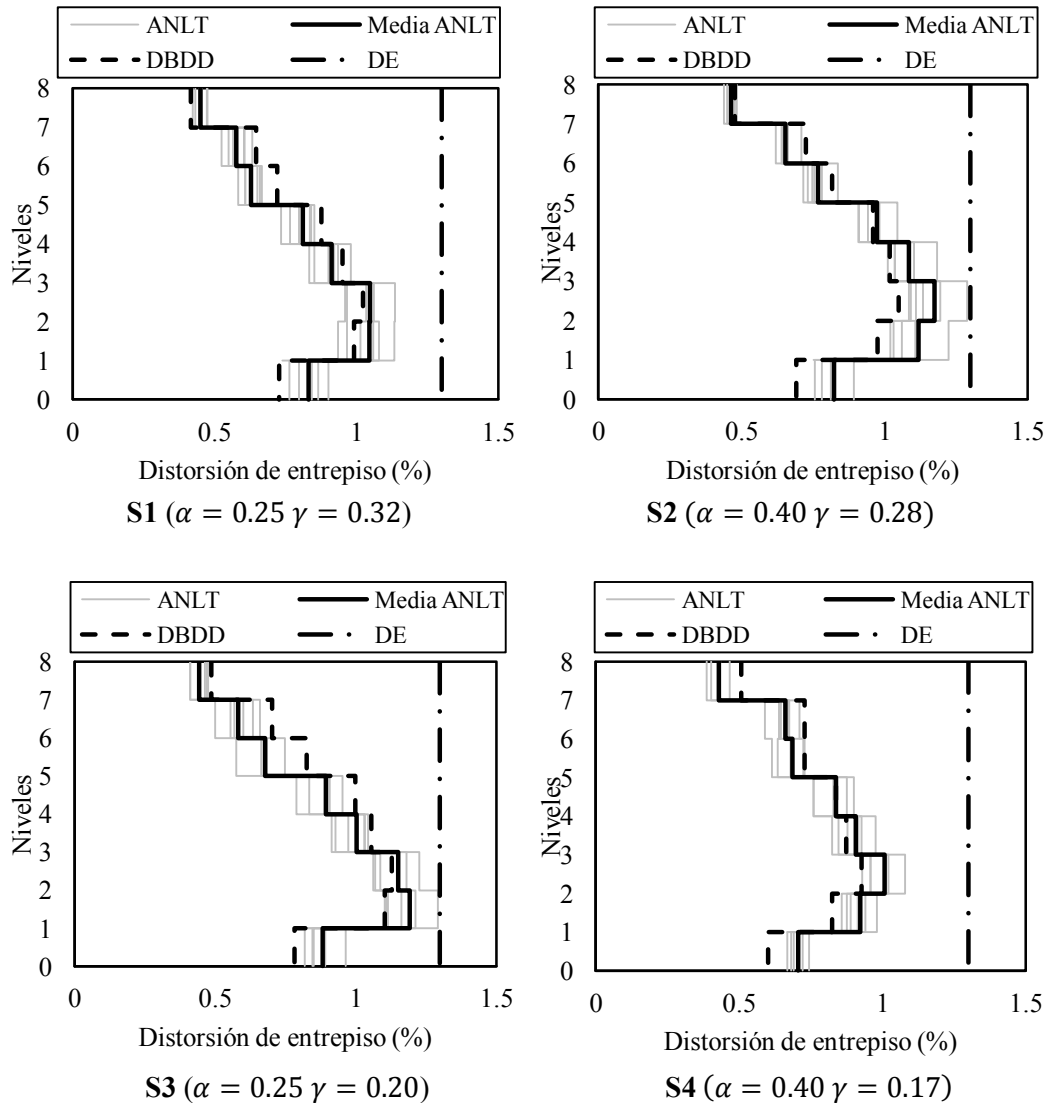 ANLT
Media ANLT
DBDD
DE
8
7
6
5
4
3
2
1
0
Niveles
0
0.5
1
1.5
Distorsión de entrepiso (%)
S1 (α = 0.25 γ = 0.32)
ANLT
Media ANLT
DBDD
DE
8
7
6
5
4
3
2
1
0
Niveles
0
0.5
1
1.5
Distorsión de entrepiso (%)
S2 (α = 0.40 γ = 0.28)
ANLT
Media ANLT
DBDD
DE
8
7
6
5
4
3
2
1
0
Niveles
0
0.5
1
1.5
Distorsión de entrepiso (%)
S3 (α = 0.25 γ = 0.20)
ANLT
Media ANLT
DBDD
DE
8
7
6
5
4
3
2
1
0
Niveles
0
0.5
1
1.5
Distorsión de entrepiso (%)
S4 (α = 0.40 γ = 0.17)